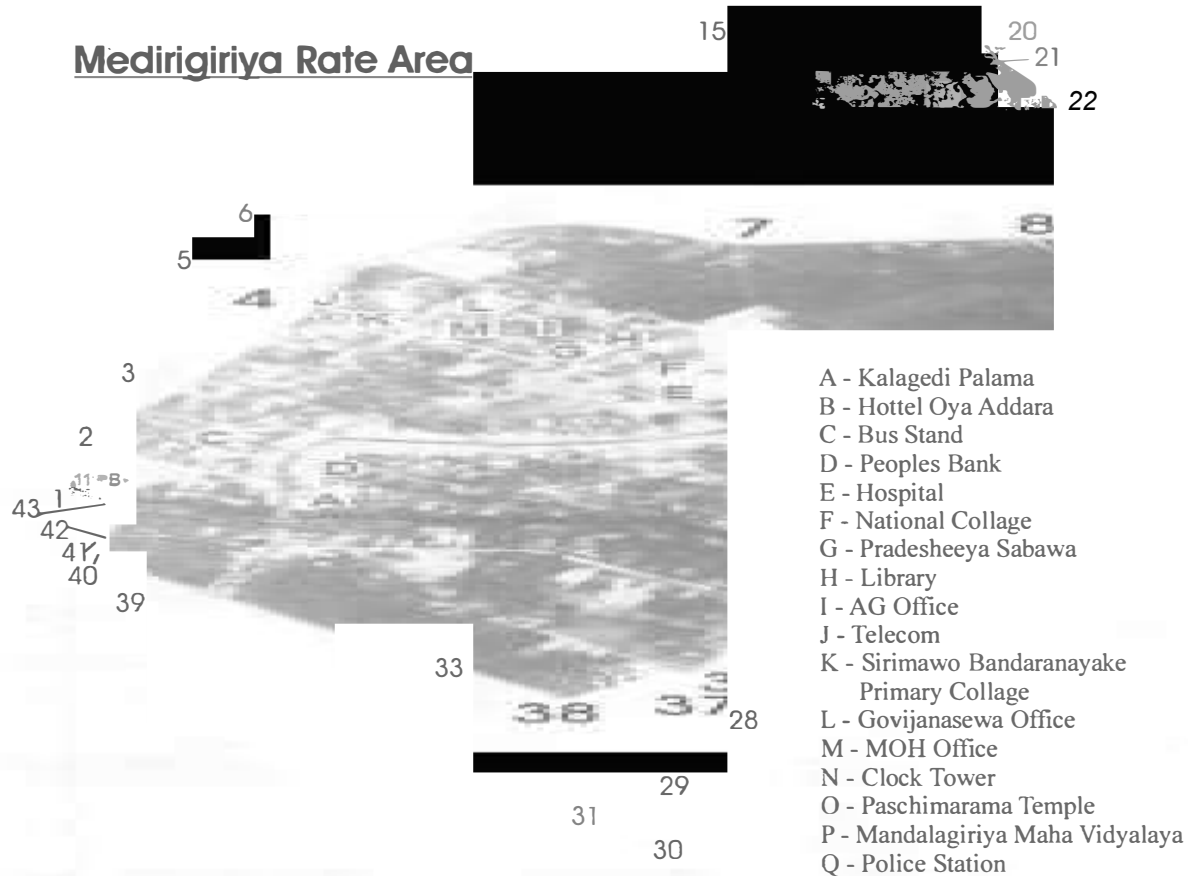 Medirigiriya Rate Area
15
20
21
22
6
5
7
8
4
3
2
11 B
1
43
42
41
40
39
C
D
E
M
G
H
33
38
37
28
29
31
30
A - Kalagedi Palama
B - Hottel Oya Addara
C - Bus Stand
D - Peoples Bank
E - Hospital
F - National Collage
G - Pradesheeya Sabawa
H - Library
I - AG Office
J - Telecom
K - Sirimawo Bandaranayake
Primary Collage
L - Govijanasewa Office
M - MOH Office
N - Clock Tower
O - Paschimarama Temple
P - Mandalagiriya Maha Vidyalaya
Q - Police Station